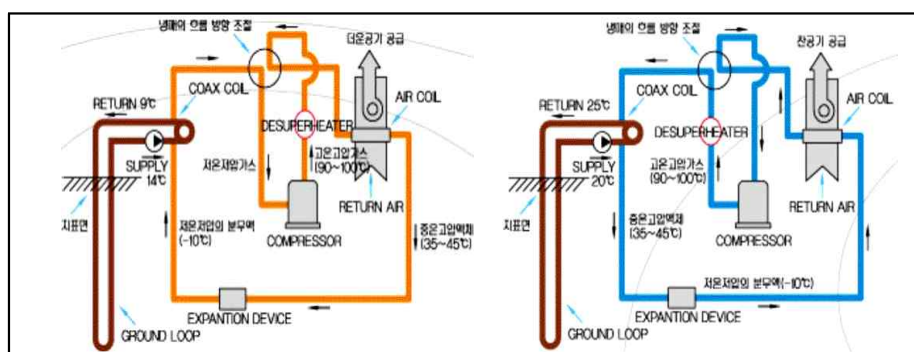 냉매의 흐름 방향 조절
더운공기 공급
RETURN 9℃
COAX COIL
AIR COIL
DESUPERHEATER
SUPPLY
14℃
저온저압가스
고온고압가스
(90~100℃)
지표면
RETURN AIR
저온저압의 분무액
(-10℃)
COMPRESSOR
중온고압액체
(35~45℃)
EXPANTION DEVICE
GROUND LOOP
냉매의 흐름 방향 조절
찬공기 공급
RETURN 25℃
COAX COIL
AIR COIL
DESUPERHEATER
SUPPLY
20℃
고온고압가스
(90~100℃)
지표면
RETURN AIR
중온고압액체
(35~45℃)
COMPRESSOR
저온저압의 분무액(-10℃)
EXPANTION DEVICE
GROUND LOOP